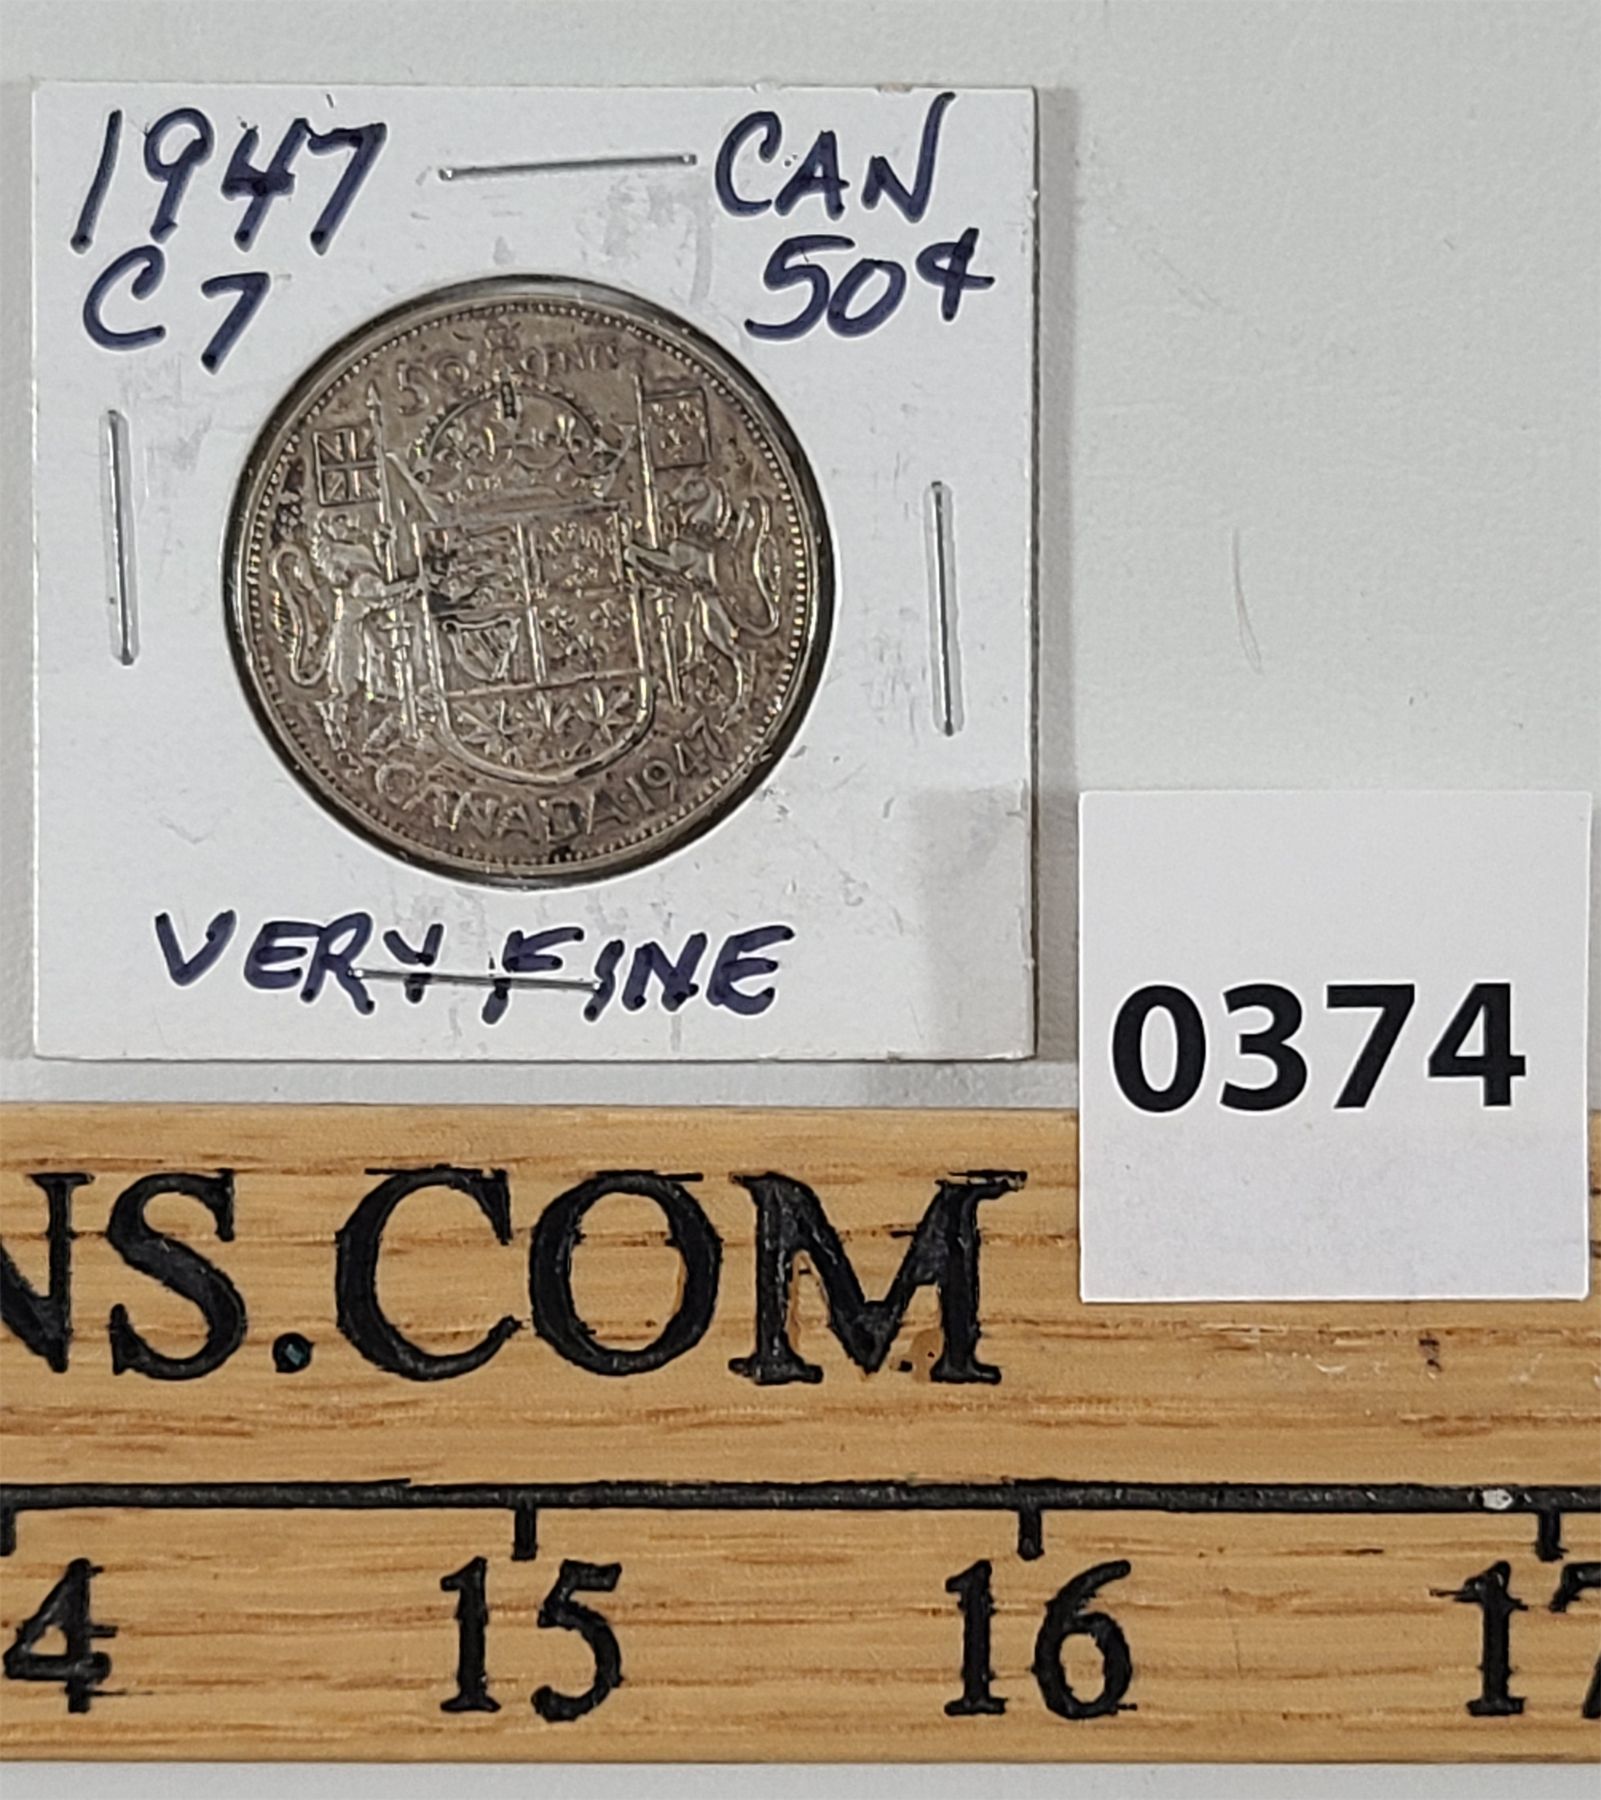 1947
C7
CAN
50¢
50 CENTS
CANADA·1947
VERY FINE
0374
NS.COM
4 15 16 17